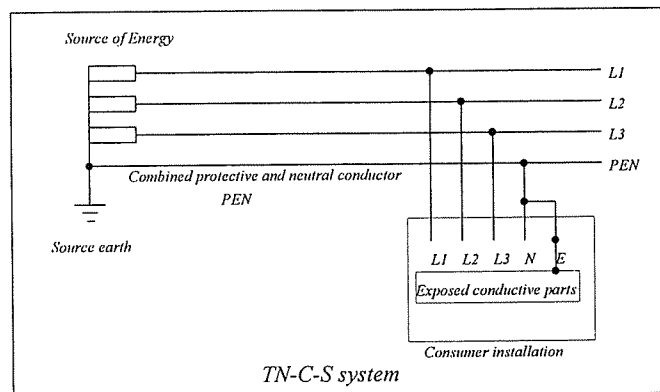 Source of Energy
L1
L2
L3
PEN
Combined protective and neutral conductor
PEN
Source earth
L1 L2 L3 N E
Exposed conductive parts
Consumer installation
TN-C-S system